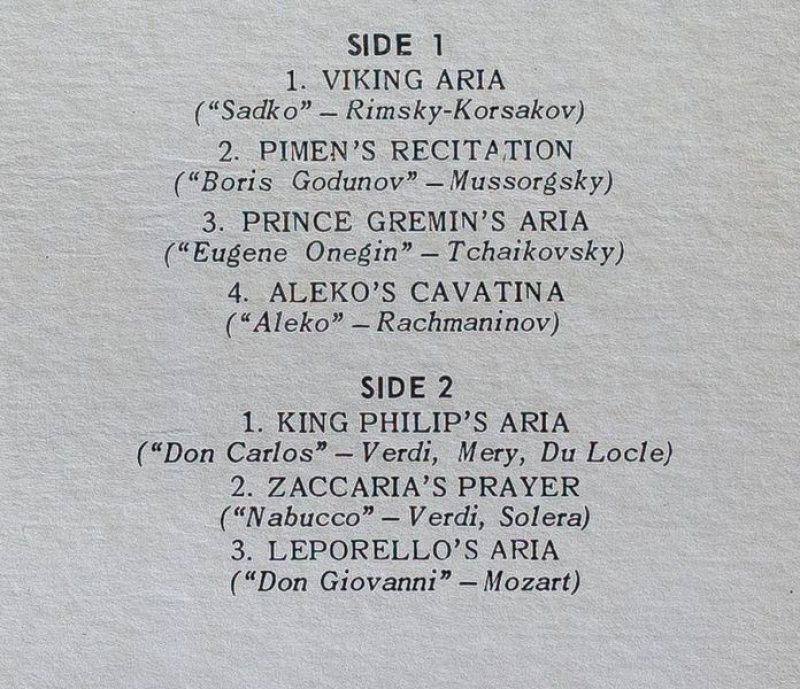 SIDE 1
1. VIKING ARIA
(“Sadko” – Rimsky-Korsakov)
2. PIMEN’S RECITATION
(“Boris Godunov” – Mussorgsky)
3. PRINCE GREMIN’S ARIA
(“Eugene Onegin” – Tchaikovsky)
4. ALEKO’S CAVATINA
(“Aleko” – Rachmaninov)
SIDE 2
1. KING PHILIP’S ARIA
(“Don Carlos” – Verdi, Mery, Du Locle)
2. ZACCARIA’S PRAYER
(“Nabucco” – Verdi, Solera)
3. LEPORELLO’S ARIA
(“Don Giovanni” – Mozart)